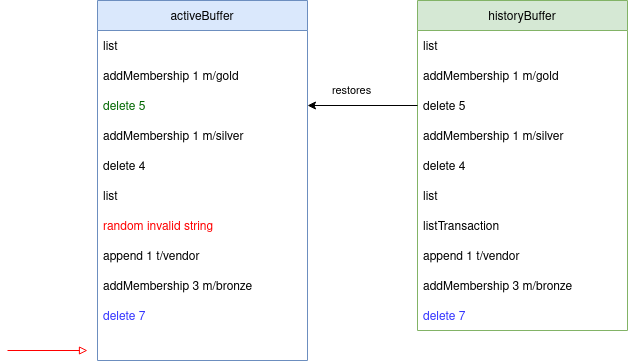 activeBuffer
list
addMembership 1 m/gold
delete 5
addMembership 1 m/silver
delete 4
list
random invalid string
append 1 t/vendor
addMembership 3 m/bronze
delete 7
restores
historyBuffer
list
addMembership 1 m/gold
delete 5
addMembership 1 m/silver
delete 4
list
listTransaction
append 1 t/vendor
addMembership 3 m/bronze
delete 7